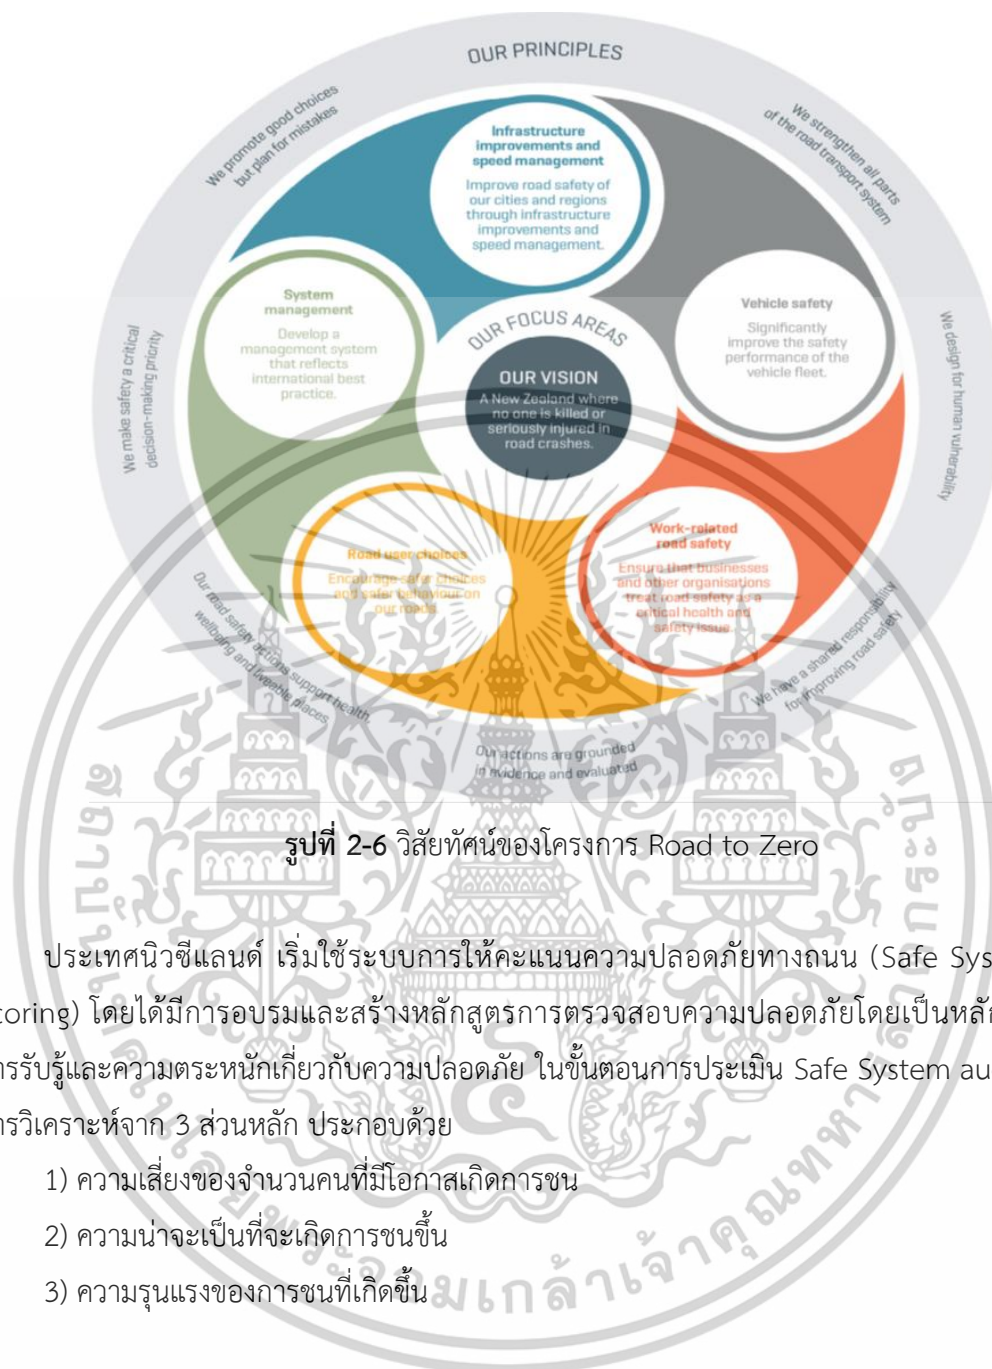 OUR PRINCIPLES
We promote good choices
but plan for mistakes
We strengthen all parts
of the road transport system
Infrastructure
improvements and
speed management
Improve road safety of
our cities and regions
through infrastructure
improvements and
speed management.
System
management
Develop a
management system
that reflects
international best
practice.
Vehicle safety
Significantly
improve the safety
performance of the
vehicle fleet.
We make safety a critical
decision-making priority
We design for human vulnerability
OUR FOCUS AREAS
OUR VISION
A New Zealand where
no one is killed or
seriously injured in
road crashes.
Road user choices
Encourage safer choices
and safer behaviour on
our roads.
Work-related
road safety
Ensure that businesses
and other organisations
treat road safety as a
critical health and
safety issue.
Our road safety actions support health,
wellbeing and liveable places
We have a shared responsibility
for improving road safety
Our actions are grounded
in evidence and evaluated
รูปที่ 2-6 วิสัยทัศน์ของโครงการ Road to Zero
ประเทศนิวซีแลนด์ เริ่มใช้ระบบการให้คะแนนความปลอดภัยทางถนน (Safe Sys
coring) โดยได้มีการอบรมและสร้างหลักสูตรการตรวจสอบความปลอดภัยโดยเป็นหลัก
ารรับรู้และความตระหนักเกี่ยวกับความปลอดภัย ในขั้นตอนการประเมิน Safe System au
ารวิเคราะห์จาก 3 ส่วนหลัก ประกอบด้วย
1) ความเสี่ยงของจำนวนคนที่มีโอกาสเกิดการชน
2) ความน่าจะเป็นที่จะเกิดการชนขึ้น
3) ความรุนแรงของการชนที่เกิดขึ้น